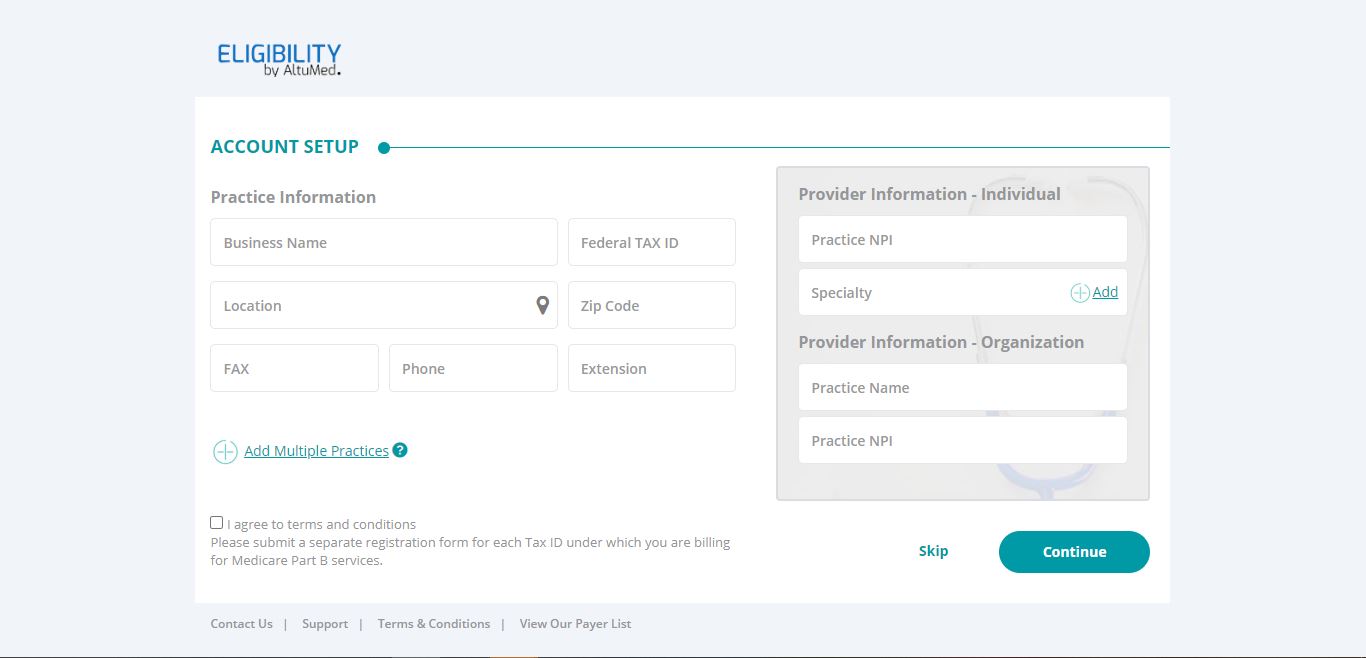 ELIGIBILITY
by AltuMed.
ACCOUNT SETUP
Practice Information
Business Name
Federal TAX ID
Location
Zip Code
FAX
Phone
Extension
Add Multiple Practices ?
I agree to terms and conditions
Please submit a separate registration form for each Tax ID under which you are billing
for Medicare Part B services.
Provider Information - Individual
Practice NPI
Specialty
Add
Provider Information - Organization
Practice Name
Practice NPI
Skip
Continue
Contact Us | Support | Terms & Conditions | View Our Payer List